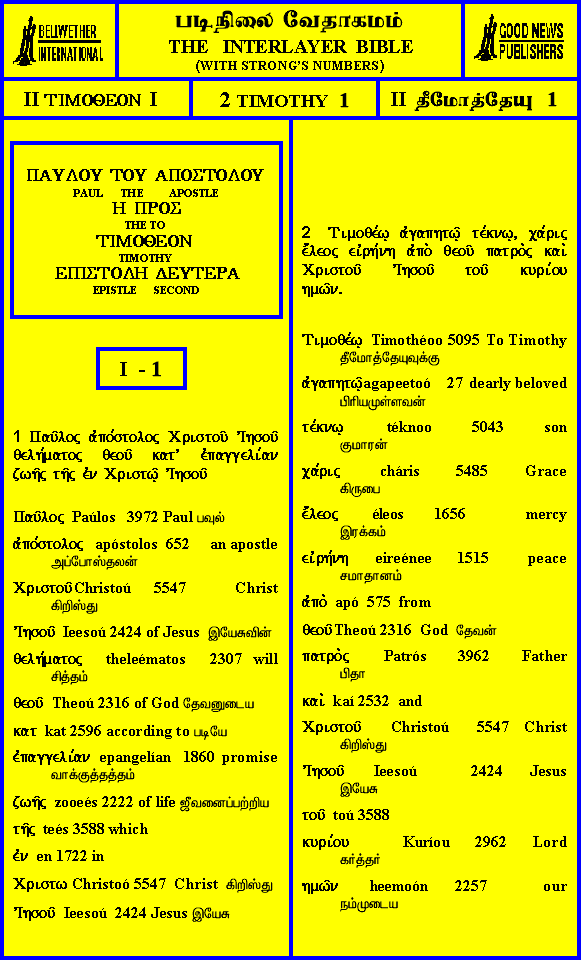 BELLWETHER
INTERNATIONAL
படிநிலை வேதாகமம்
THE INTERLAYER BIBLE
(WITH STRONG'S NUMBERS)
GOOD NEWS
PUBLISHERS
II ΤΙΜΟΘΕΟΝ I
2 TIMOTHY 1
II தீமோத்தேயு 1
ΠΑΥΛΟΥ ΤΟΥ ΑΠΟΣΤΟΛΟΥ
PAUL THE APOSTLE
Η ΠΡΟΣ
THE TO
ΤΙΜΟΘΕΟΝ
TIMOTHY
ΕΠΙΣΤΟΛΗ ΔΕΥΤΕΡΑ
EPISTLE SECOND
I - 1
1 Παῦλος ἀπόστολος Χριστοῦ Ἰησοῦ
θελήματος θεοῦ κατ' ἐπαγγελίαν
ζωῆς τῆς ἐν Χριστῷ Ἰησοῦ
Παῦλος Paúlos 3972 Paul பவுல்
ἀπόστολος apóstolos 652 an apostle
அப்போஸ்தலன்
Χριστοῦ Christoú 5547 Christ
கிறிஸ்து
Ἰησοῦ Ieesoú 2424 of Jesus இயேசுவின்
θελήματος theleématos 2307 will
சித்தம்
θεοῦ Theoú 2316 of God தேவனுடைய
κατ kat 2596 according to படியே
ἐπαγγελίαν epangelían 1860 promise
வாக்குத்தத்தம்
ζωῆς zooeés 2222 of life ஜீவனைப்பற்றிய
τῆς teés 3588 which
ἐν en 1722 in
Χριστω Christoó 5547 Christ கிறிஸ்து
Ἰησοῦ Ieesoú 2424 Jesus இயேசு
2 Τιμοθέῳ ἀγαπητῷ τέκνῳ, χάρις
ἔλεος εἰρήνη ἀπὸ θεοῦ πατρὸς καὶ
Χριστοῦ Ἰησοῦ τοῦ κυρίου
ημῶν.
Τιμοθέῳ Timothéoo 5095 To Timothy
தீமோத்தேயுவுக்கு
ἀγαπητῷ agapeetoó 27 dearly beloved
பிரியமுள்ளவன்
τέκνῳ téknoo 5043 son
குமாரன்
χάρις cháris 5485 Grace
கிருபை
ἔλεος éleos 1656 mercy
இரக்கம்
εἰρήνη eireénee 1515 peace
சமாதானம்
ἀπὸ apó 575 from
θεοῦ Theoú 2316 God தேவன்
πατρὸς Patrós 3962 Father
பிதா
καὶ kaí 2532 and
Χριστοῦ Christoú 5547 Christ
கிறிஸ்து
Ἰησοῦ Ieesoú 2424 Jesus
இயேசு
τοῦ toú 3588
κυρίου Kuríou 2962 Lord
கர்த்தர்
ημῶν heemoón 2257 our
நம்முடைய